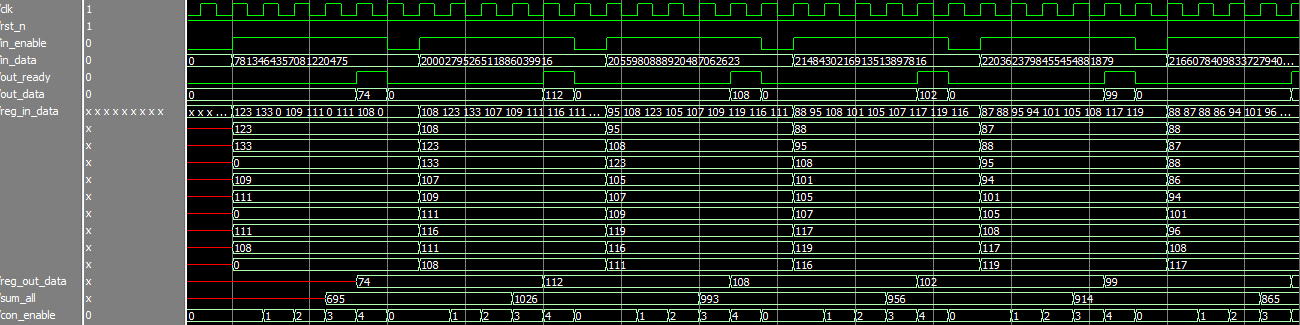 /clk 1
/rst_n 1
/in_enable 0
/in_data 0 0 7813464357081220475 2000279526511886039916 2055980888920487062623 2148430216913513897816 2203623798455454881879 2166078409833727940...
/out_ready 0
/out_data 0 0 74 0 112 0 108 0 102 0 99 0
/reg_in_data x x x x x x x x x x x x ... 123 133 0 109 111 0 111 108 0 108 123 133 107 109 111 116 111 ... 95 108 123 105 107 109 119 116 111 88 95 108 101 105 107 117 119 116 87 88 95 94 101 105 108 117 119 88 87 88 86 94 101 96 ...
x 123 108 95 88 87 88
x 133 123 108 95 88 87
x 0 133 123 108 95 88
x 109 107 105 101 94 86
x 111 109 107 105 101 94
x 0 111 109 107 105 101
x 111 116 119 117 108 96
x 108 111 116 119 117 108
x 0 108 111 116 119 117
/reg_out_data x 74 112 108 102 99
/sum_all x 695 1026 993 956 914 865
/con_enable 0 0 1 2 3 4 0 1 2 3 4 0 1 2 3 4 0 1 2 3 4 0 1 2 3 4 0 1 2 3